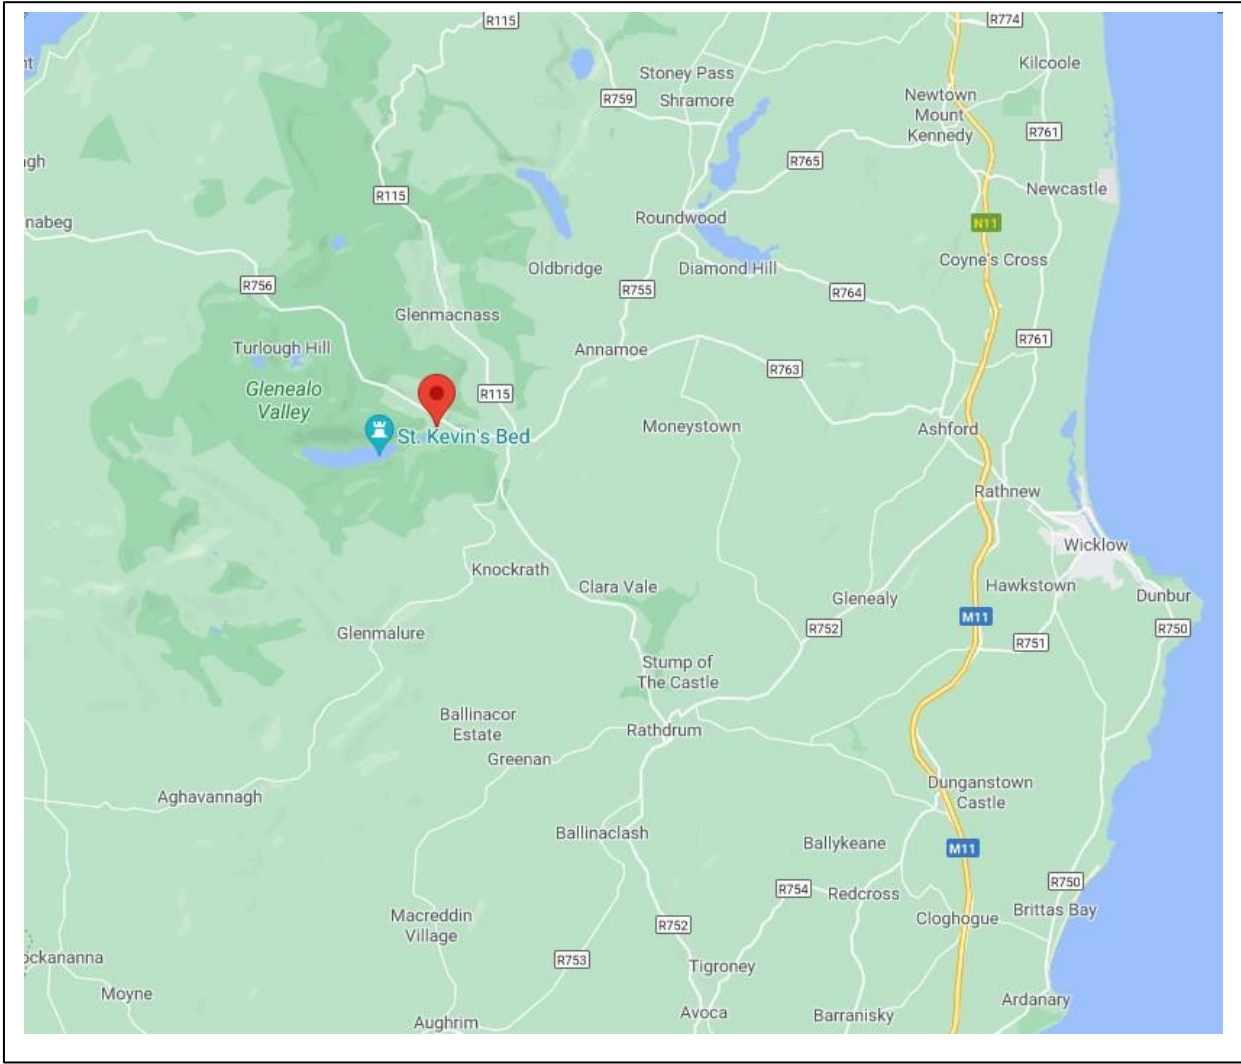 R115
R774
Kilcoole
Stoney Pass
R759
Shramore
Newtown
Mount
Kennedy
R761
R765
R115
Newcastle
nabeg
Roundwood
N11
Coyne's Cross
Oldbridge
Diamond Hill
R756
R755
R764
Glenmacnass
R761
Turlough Hill
Annamoe
R763
Glenealo
Valley
R115
St. Kevin's Bed
Moneystown
Ashford
Rathnew
Wicklow
Knockrath
Clara Vale
Hawkstown
Glenealy
Dunbur
M11
R752
R750
Glenmalure
R751
Stump of
The Castle
Ballinacor
Estate
Rathdrum
Greenan
Dunganstown
Castle
Aghavannagh
Ballinaclash
Ballykeane
M11
R754
Redcross
R750
Brittas Bay
Macreddin
Village
Cloghogue
R752
ockananna
R753
Tigroney
Moyne
Ardanary
Aughrim
Avoca
Barranisky